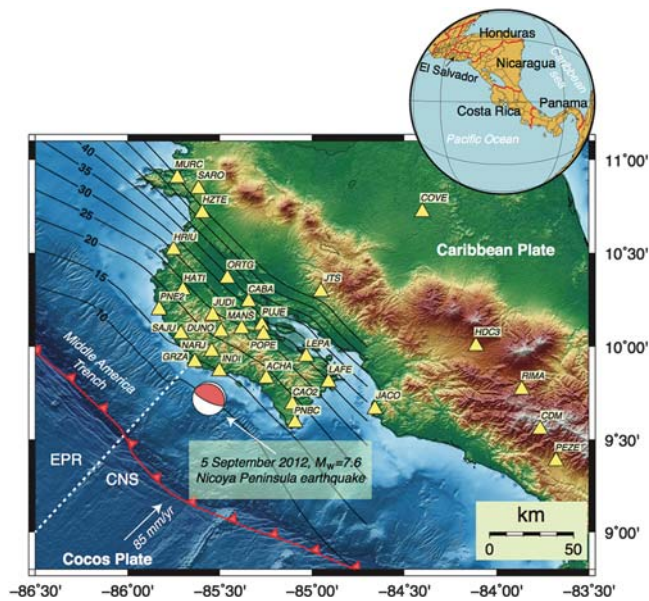 Honduras
Nicaragua
El Salvador
Caribbean
sea
Costa Rica
Panama
Pacific Ocean
40
35
30
25
20
15
10
MURC
SARO
HZTE
COVE
HRIU
Caribbean Plate
ORTG
JTS
HATI
CABA
PNE2
JUDI
PUJE
SAJU
DUNO
MANS
HDC3
NARJ
POPE
LEPA
GRZA
INDI
ACHA
LAFE
RIMA
CAO2
JACO
PNBC
CDM
PEZE
Middle America
Trench
5 September 2012, Mw=7.6
Nicoya Peninsula earthquake
EPR
CNS
85 mm/yr
Cocos Plate
km
0 50
11°00'
10°30'
10°00'
9°30'
9°00'
−86°30' −86°00' −85°30' −85°00' −84°30' −84°00' −83°30'